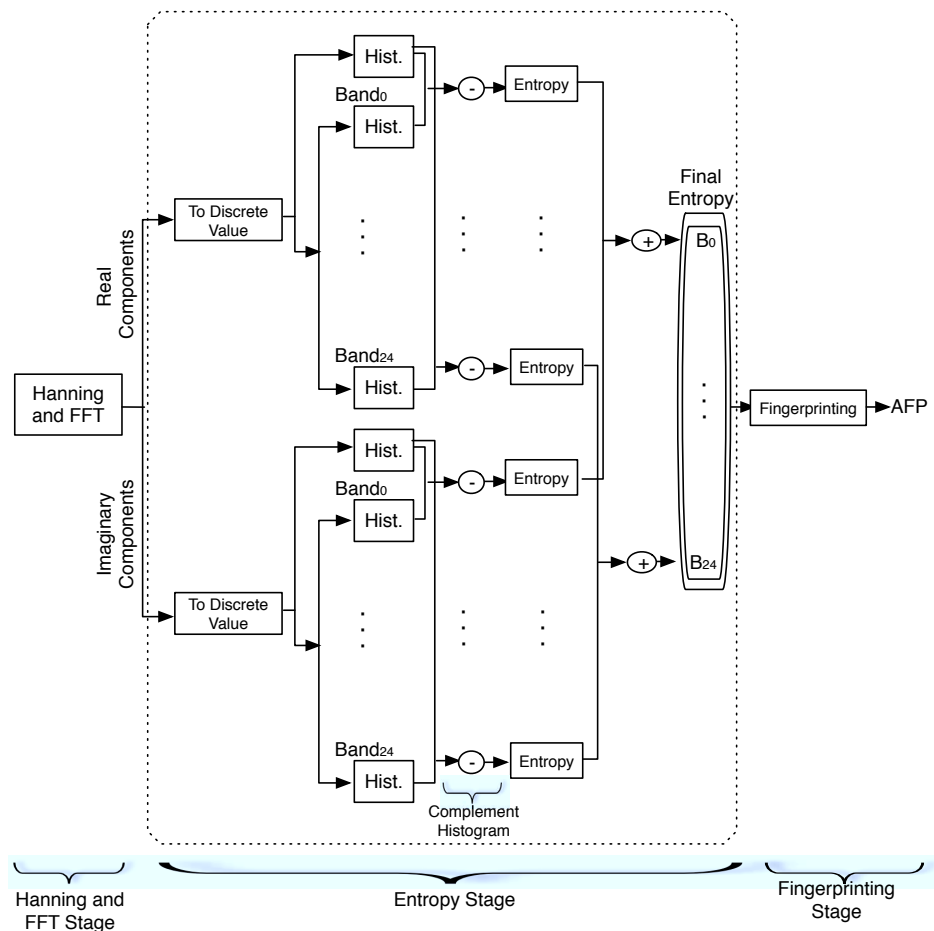 Hist.
Band0
Hist.
-
Entropy
To Discrete
Value
Real
Components
Band24
Hist.
-
Entropy
+
Final
Entropy
B0
B24
Hanning
and FFT
Fingerprinting
AFP
Imaginary
Components
Hist.
Band0
Hist.
-
Entropy
+
To Discrete
Value
Band24
Hist.
-
Entropy
Complement
Histogram
Hanning and
FFT Stage
Entropy Stage
Fingerprinting
Stage